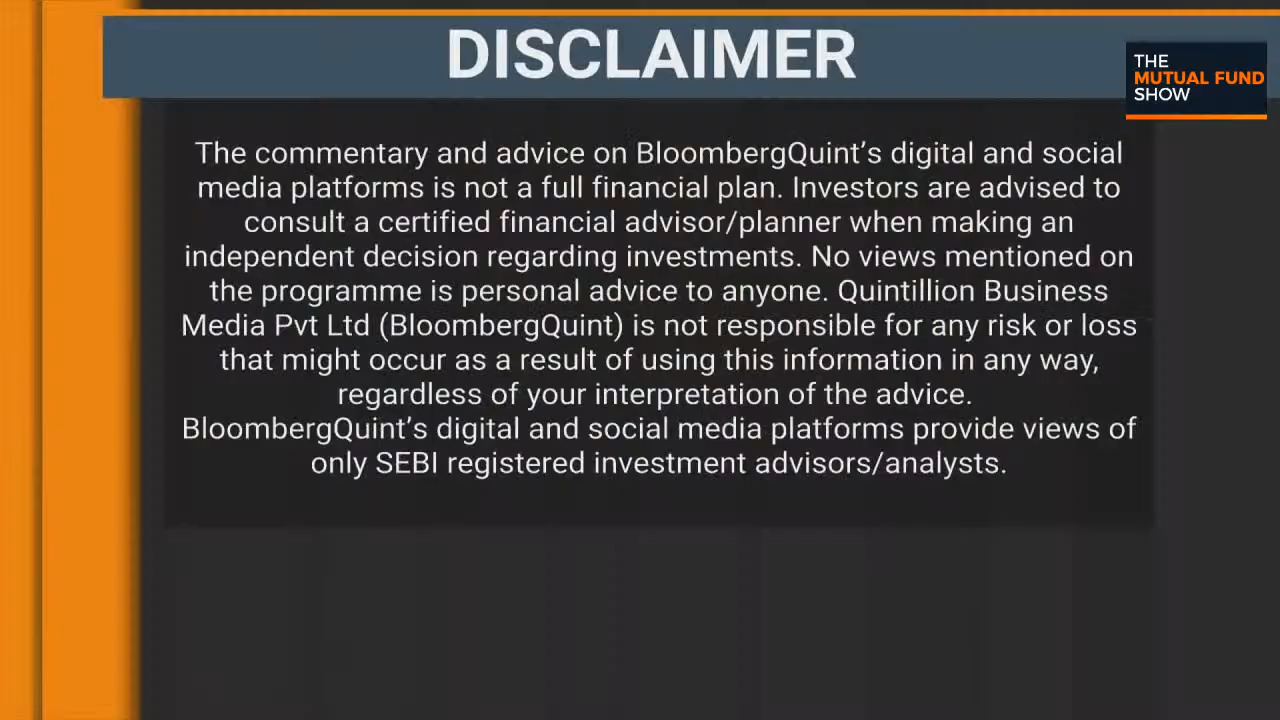 DISCLAIMER
THE
MUTUAL FUND
SHOW
The commentary and advice on BloombergQuint's digital and social
media platforms is not a full financial plan. Investors are advised to
consult a certified financial advisor/planner when making an
independent decision regarding investments. No views mentioned on
the programme is personal advice to anyone. Quintillion Business
Media Pvt Ltd (BloombergQuint) is not responsible for any risk or loss
that might occur as a result of using this information in any way,
regardless of your interpretation of the advice.
BloombergQuint's digital and social media platforms provide views of
only SEBI registered investment advisors/analysts.